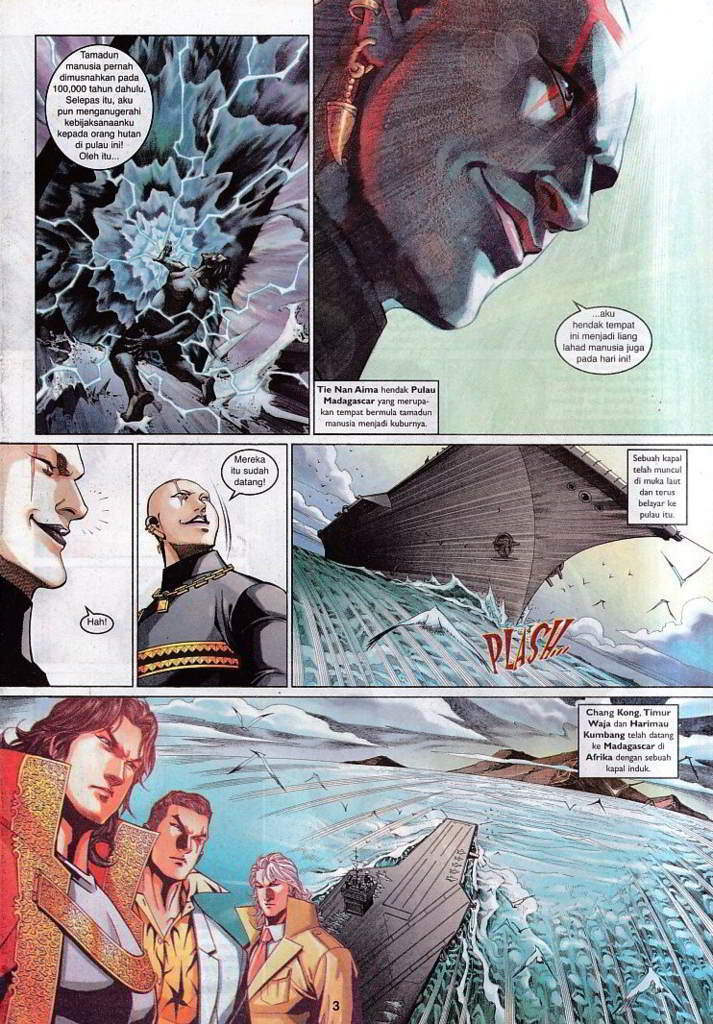 Tamadun
manusia pernah
dimusnahkan pada
100,000 tahun dahulu.
Selepas itu, aku
pun menganugerahi
kebijaksanaanku
kepada orang hutan
di pulau ini!
Oleh itu...
...aku
hendak tempat
ini menjadi liang
lahad manusia juga
pada hari ini!
Tie Nan Aima hendak Pulau
Madagascar yang merupa-
kan tempat bermula tamadun
manusia menjadi kuburnya.
Hah!
Mereka
itu sudah
datang!
Sebuah kapal
telah muncul
di muka laut
dan terus
belayar ke
pulau itu.
PLASH...
Chang Kong, Timur
Waja dan Harimau
Kumbang telah datang
ke Madagascar di
Afrika dengan sebuah
kapal induk.
3